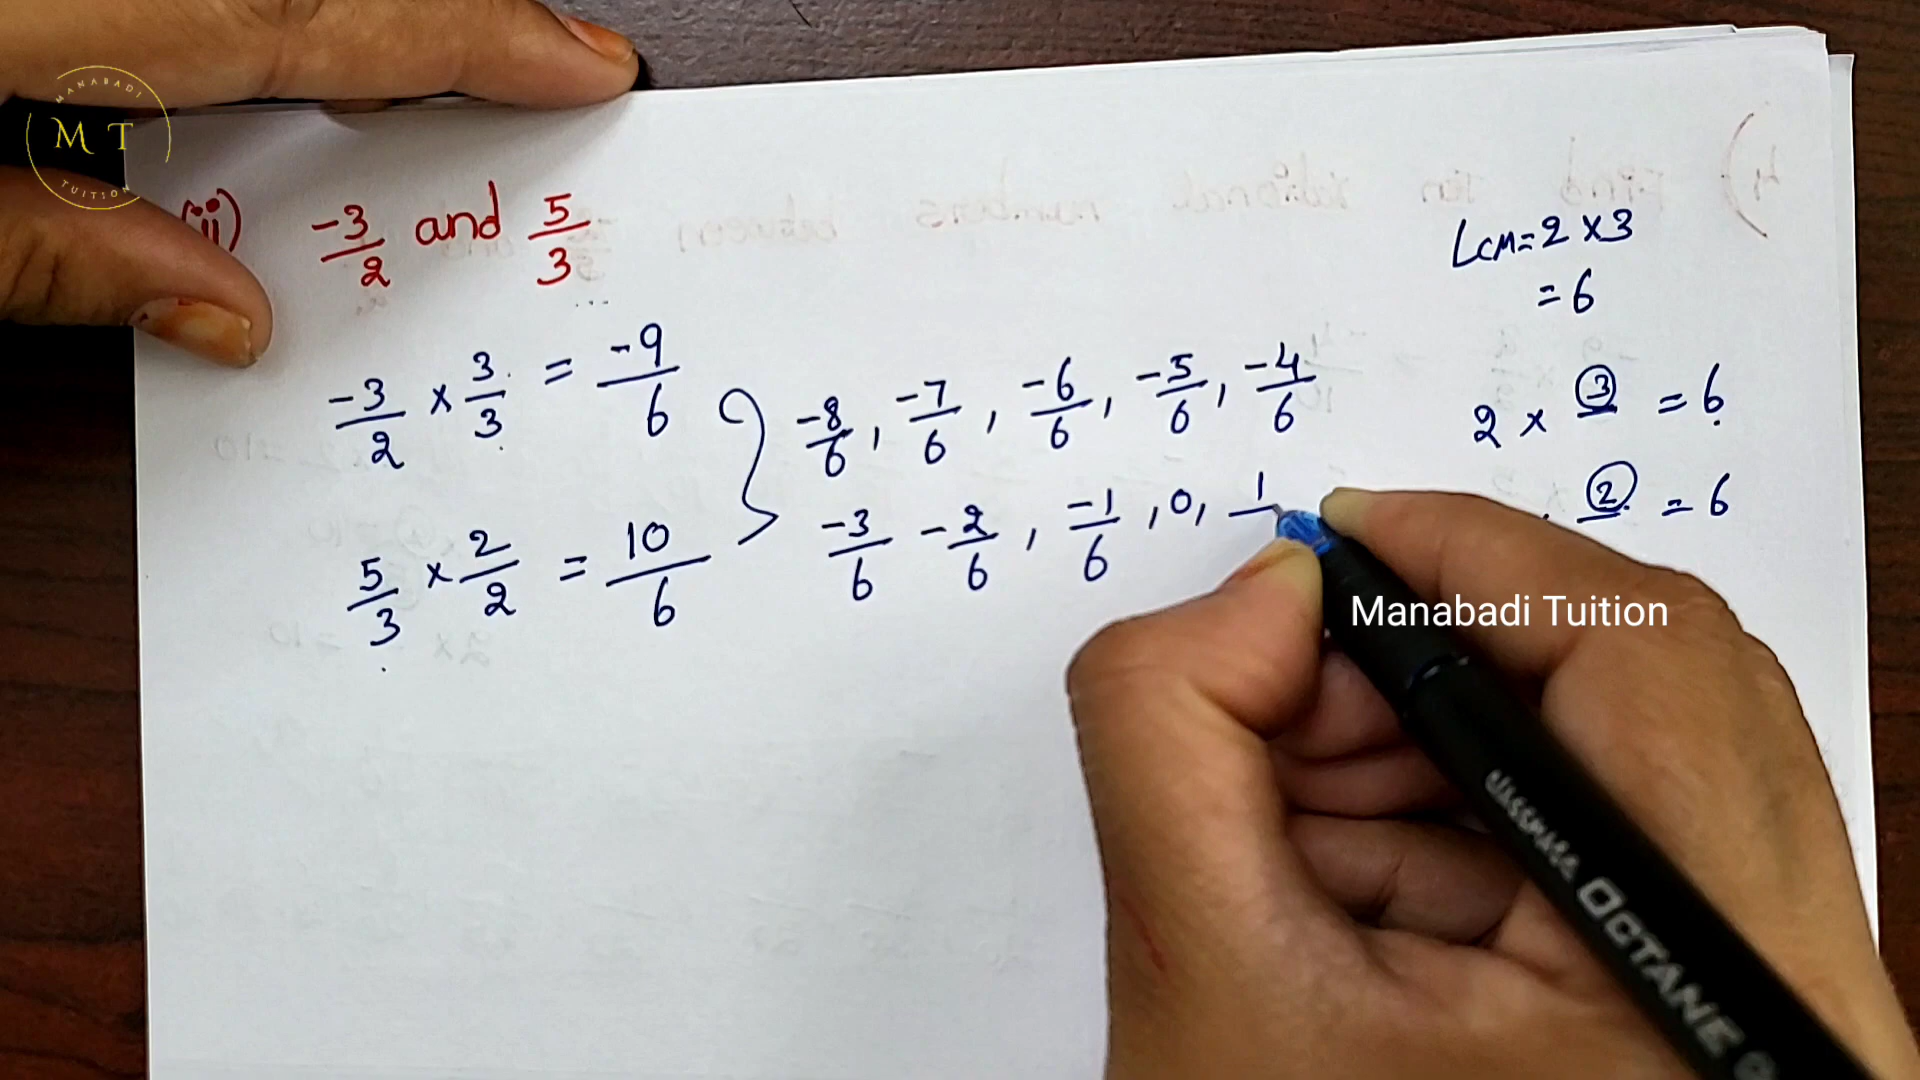 MANABADI
M T
TUITION
(ii) -3/2 and 5/3
LCM = 2 × 3
= 6
-3/2 × 3/3 = -9/6
-8/6, -7/6, -6/6, -5/6, -4/6
2 × 3 = 6
5/3 × 2/2 = 10/6
-3/6 -2/6, -1/6, 0, 1
2 = 6
Manabadi Tuition
OCTANE